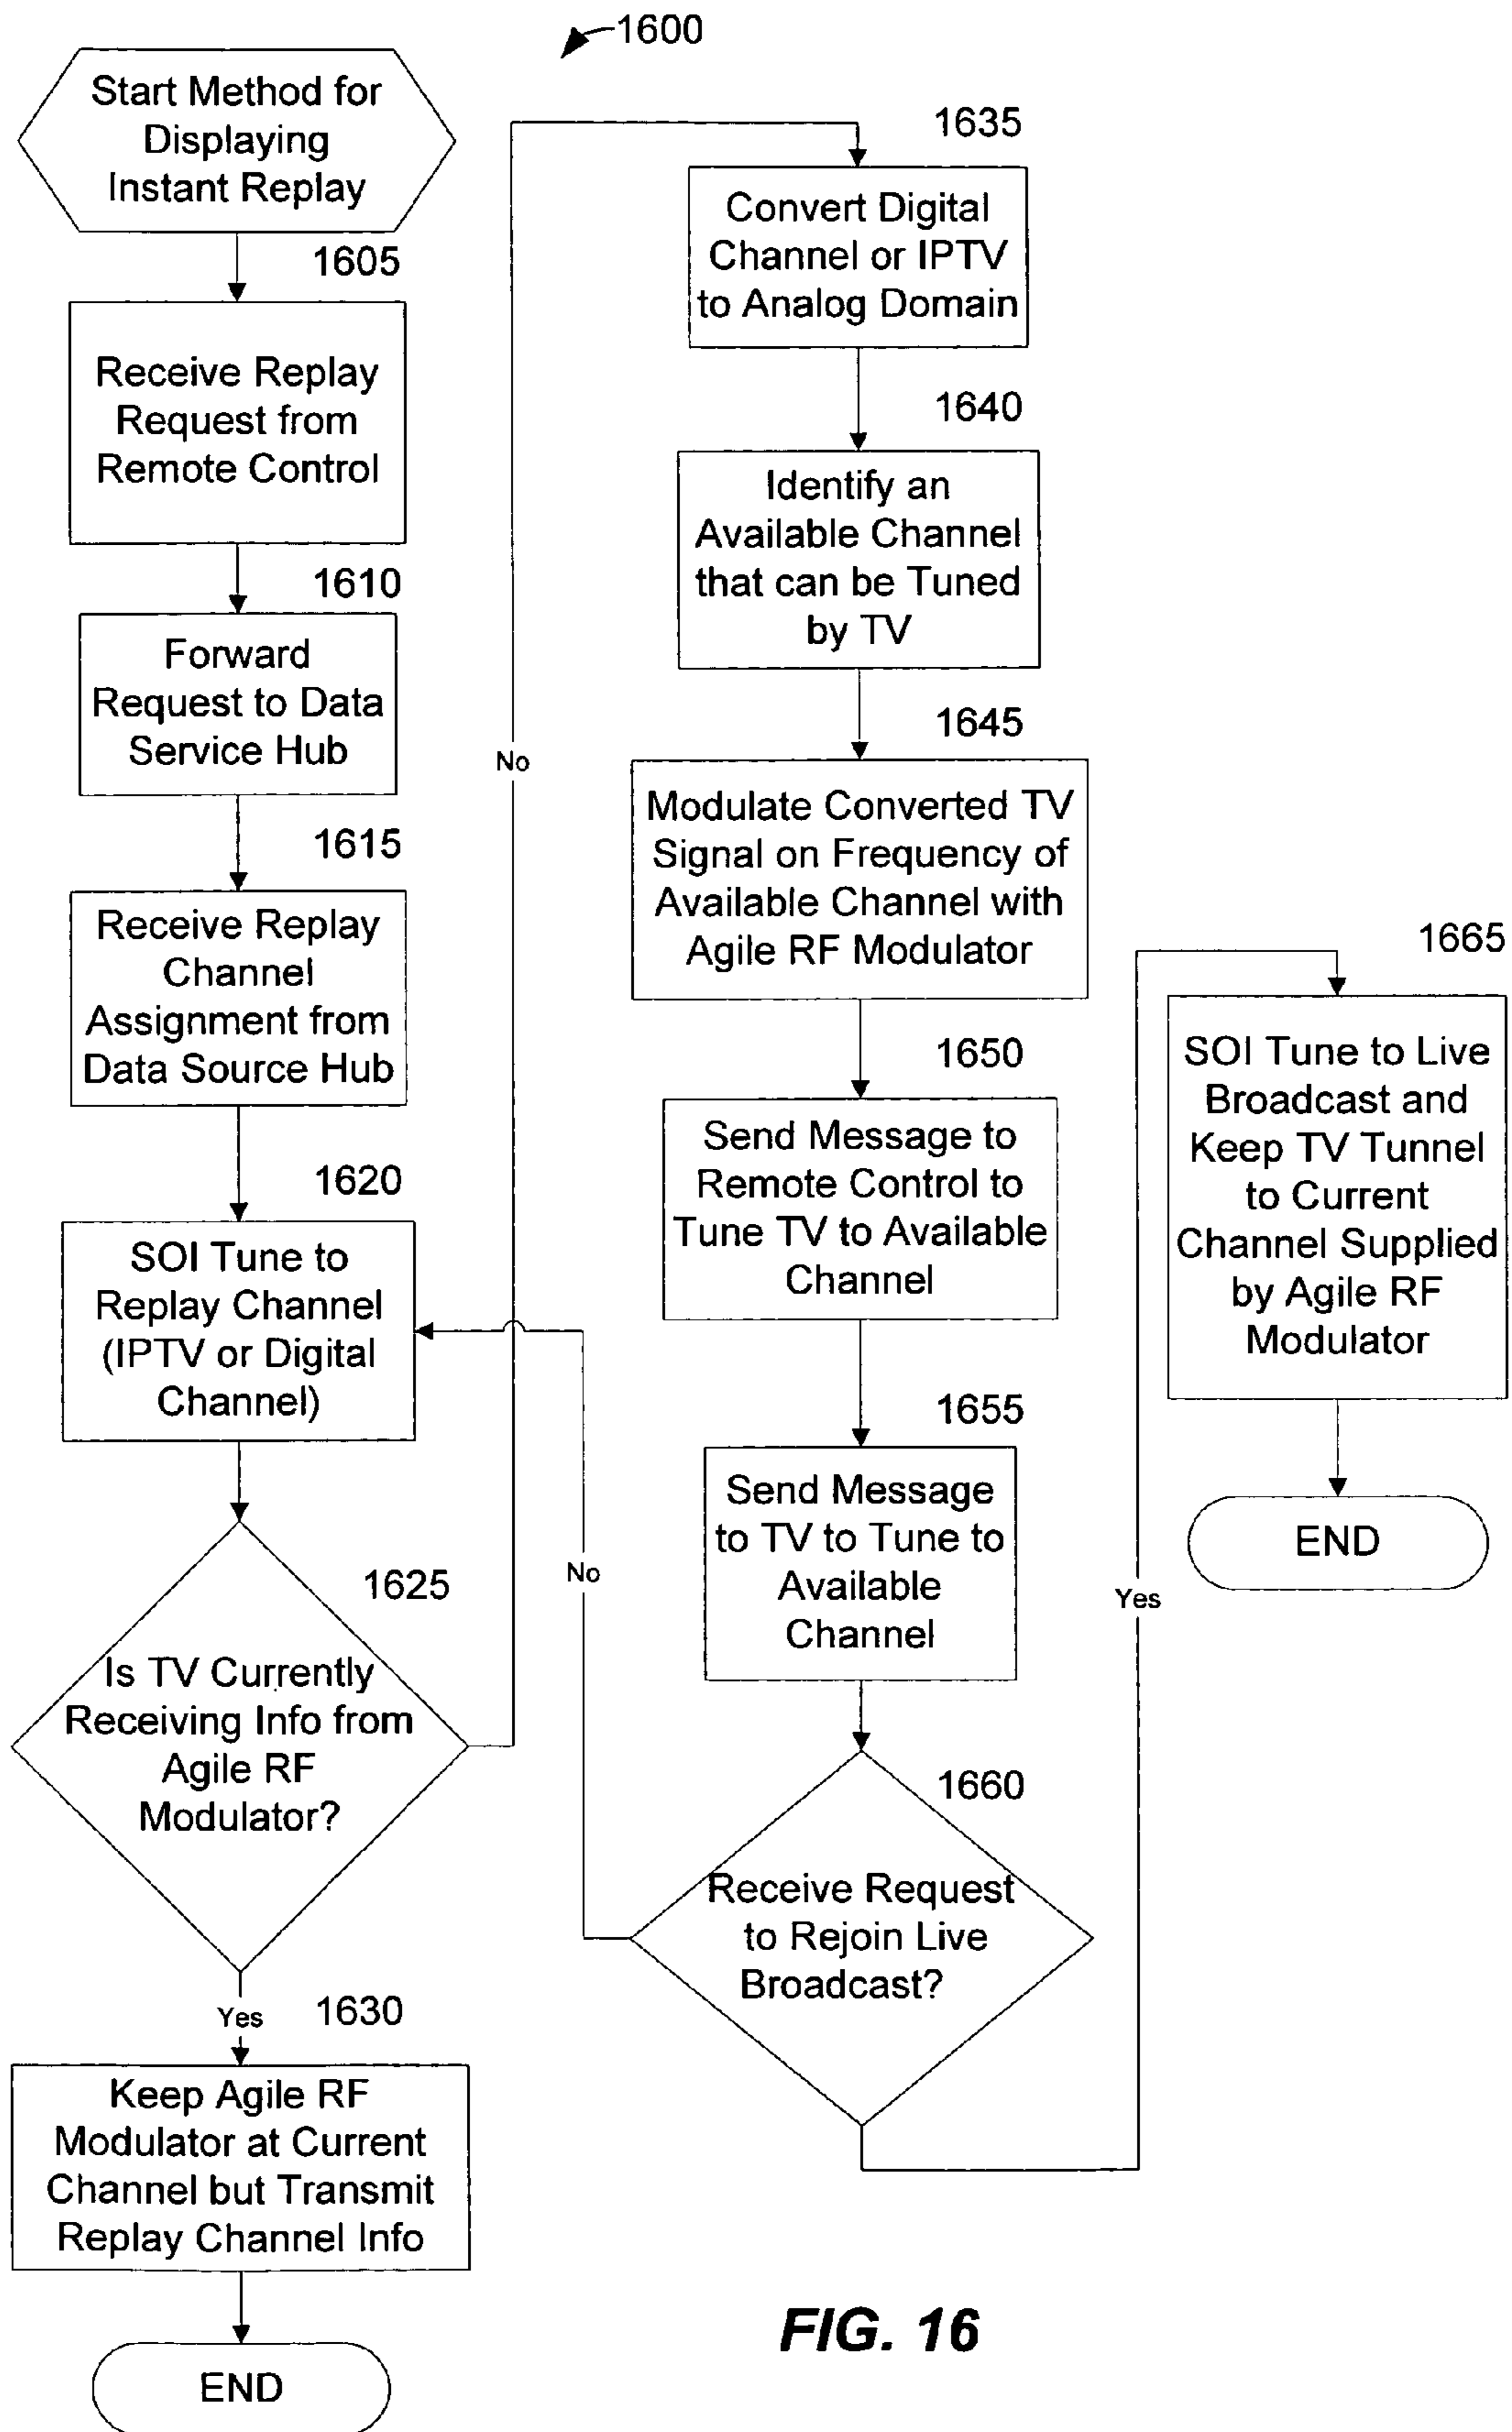 1600
Start Method for
Displaying
Instant Replay
1605
Receive Replay
Request from
Remote Control
1610
Forward
Request to Data
Service Hub
1615
Receive Replay
Channel
Assignment from
Data Source Hub
1620
SOI Tune to
Replay Channel
(IPTV or Digital
Channel)
1625
Is TV Currently
Receiving Info from
Agile RF
Modulator?
Yes
1630
Keep Agile RF
Modulator at Current
Channel but Transmit
Replay Channel Info
END
No
1635
Convert Digital
Channel or IPTV
to Analog Domain
1640
Identify an
Available Channel
that can be Tuned
by TV
1645
Modulate Converted TV
Signal on Frequency of
Available Channel with
Agile RF Modulator
1650
Send Message to
Remote Control to
Tune TV to Available
Channel
1655
Send Message
to TV to Tune to
Available
Channel
1660
Receive Request
to Rejoin Live
Broadcast?
No
Yes
1665
SOI Tune to Live
Broadcast and
Keep TV Tunnel
to Current
Channel Supplied
by Agile RF
Modulator
END
FIG. 16